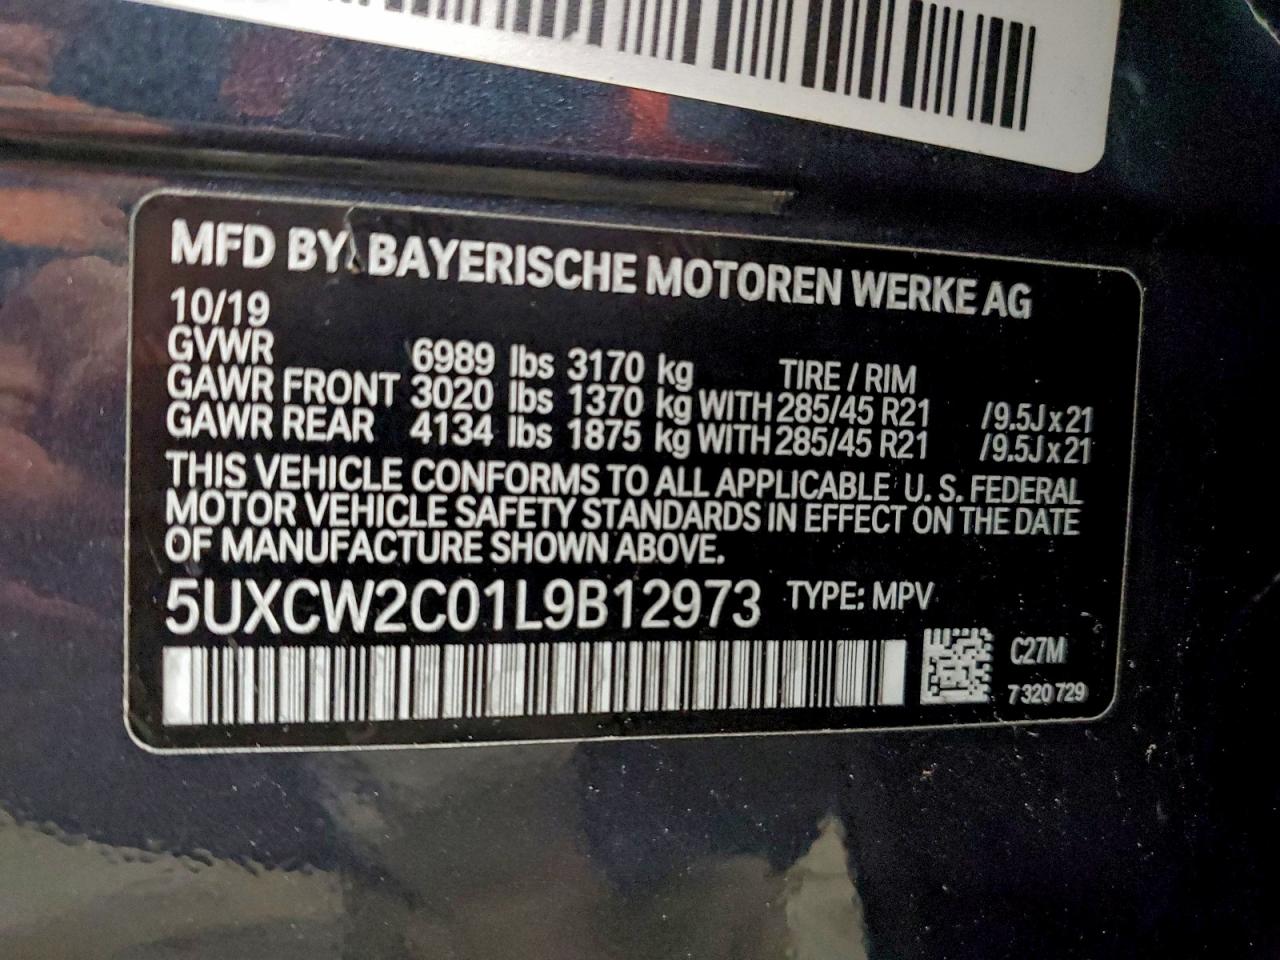 MFD BY BAYERISCHE MOTOREN WERKE AG
10/19
GVWR 6989 lbs 3170 kg TIRE / RIM
GAWR FRONT 3020 lbs 1370 kg WITH 285/45 R21 /9.5J x 21
GAWR REAR 4134 lbs 1875 kg WITH 285/45 R21 /9.5J x 21
THIS VEHICLE CONFORMS TO ALL APPLICABLE U. S. FEDERAL
MOTOR VEHICLE SAFETY STANDARDS IN EFFECT ON THE DATE
OF MANUFACTURE SHOWN ABOVE.
5UXCW2C01L9B12973 TYPE: MPV
C27M
7 320 729